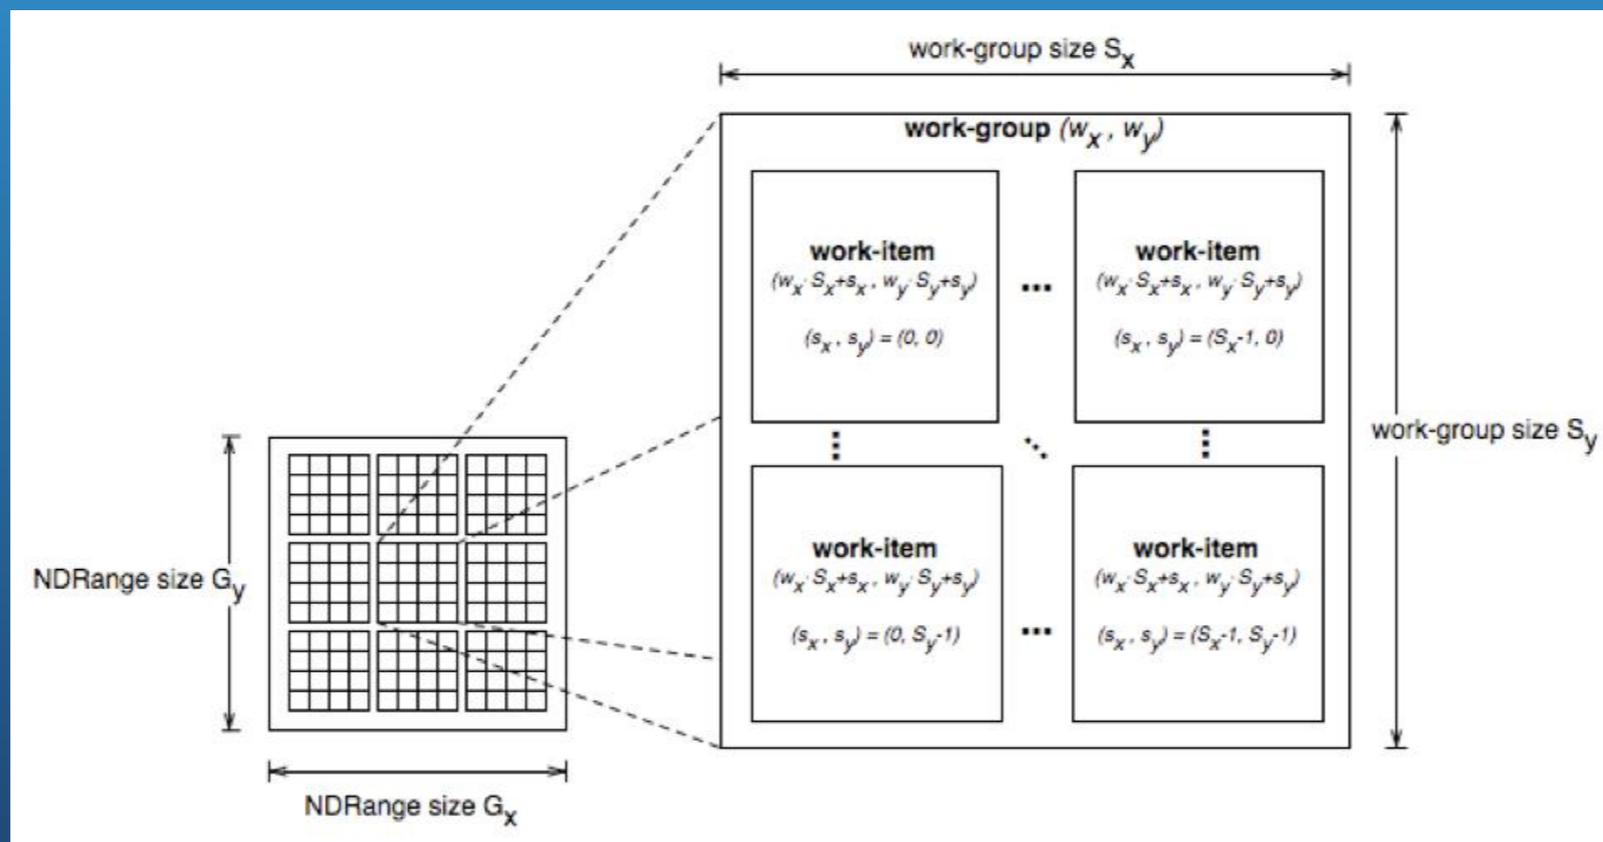 work-group size Sx
work-group (wx , wy)
work-item
(wx· Sx+sx , wy· Sy+sy)
(sx , sy) = (0, 0)
...
work-item
(wx· Sx+sx , wy· Sy+sy)
(sx , sy) = (Sx-1, 0)
work-group size Sy
work-item
(wx· Sx+sx , wy· Sy+sy)
(sx , sy) = (0, Sy-1)
...
work-item
(wx· Sx+sx , wy· Sy+sy)
(sx , sy) = (Sx-1, Sy-1)
NDRange size Gy
NDRange size Gx